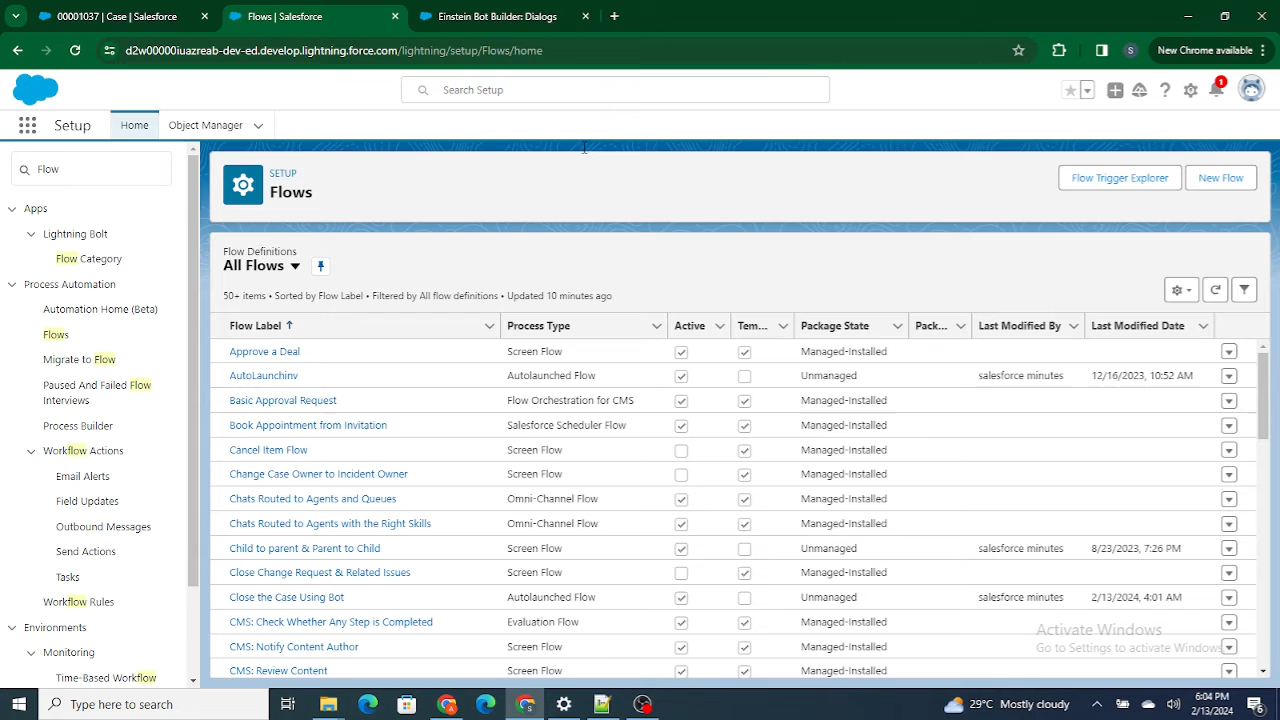 00001037 | Case | Salesforce
Flows | Salesforce
Einstein Bot Builder: Dialogs
d2w00000iuazreab-dev-ed.develop.lightning.force.com/lightning/setup/Flows/home
S
New Chrome available
Search Setup
1
Setup
Home
Object Manager
Flow
Apps
Lightning Bolt
Flow Category
Process Automation
Automation Home (Beta)
Flows
Migrate to Flow
Paused And Failed Flow
Interviews
Process Builder
Workflow Actions
Email Alerts
Field Updates
Outbound Messages
Send Actions
Tasks
Workflow Rules
Environments
Monitoring
Time-Based Workflow
SETUP
Flows
Flow Trigger Explorer
New Flow
Flow Definitions
All Flows
50+ items • Sorted by Flow Label • Filtered by All flow definitions • Updated 10 minutes ago
Flow Label ↑ Process Type Active Tem... Package State Pack... Last Modified By Last Modified Date
Approve a Deal Screen Flow Managed-Installed
AutoLaunchinv Autolaunched Flow Unmanaged salesforce minutes 12/16/2023, 10:52 AM
Basic Approval Request Flow Orchestration for CMS Managed-Installed
Book Appointment from Invitation Salesforce Scheduler Flow Managed-Installed
Cancel Item Flow Screen Flow Managed-Installed
Change Case Owner to Incident Owner Screen Flow Managed-Installed
Chats Routed to Agents and Queues Omni-Channel Flow Managed-Installed
Chats Routed to Agents with the Right Skills Omni-Channel Flow Managed-Installed
Child to parent & Parent to Child Screen Flow Unmanaged salesforce minutes 8/23/2023, 7:26 PM
Close Change Request & Related Issues Screen Flow Managed-Installed
Close the Case Using Bot Autolaunched Flow Unmanaged salesforce minutes 2/13/2024, 4:01 AM
CMS: Check Whether Any Step is Completed Evaluation Flow Managed-Installed
CMS: Notify Content Author Screen Flow Managed-Installed
CMS: Review Content Screen Flow Managed-Installed
Activate Windows
Go to Settings to activate Windows.
Type here to search
29°C Mostly cloudy
6:04 PM
2/13/2024
6